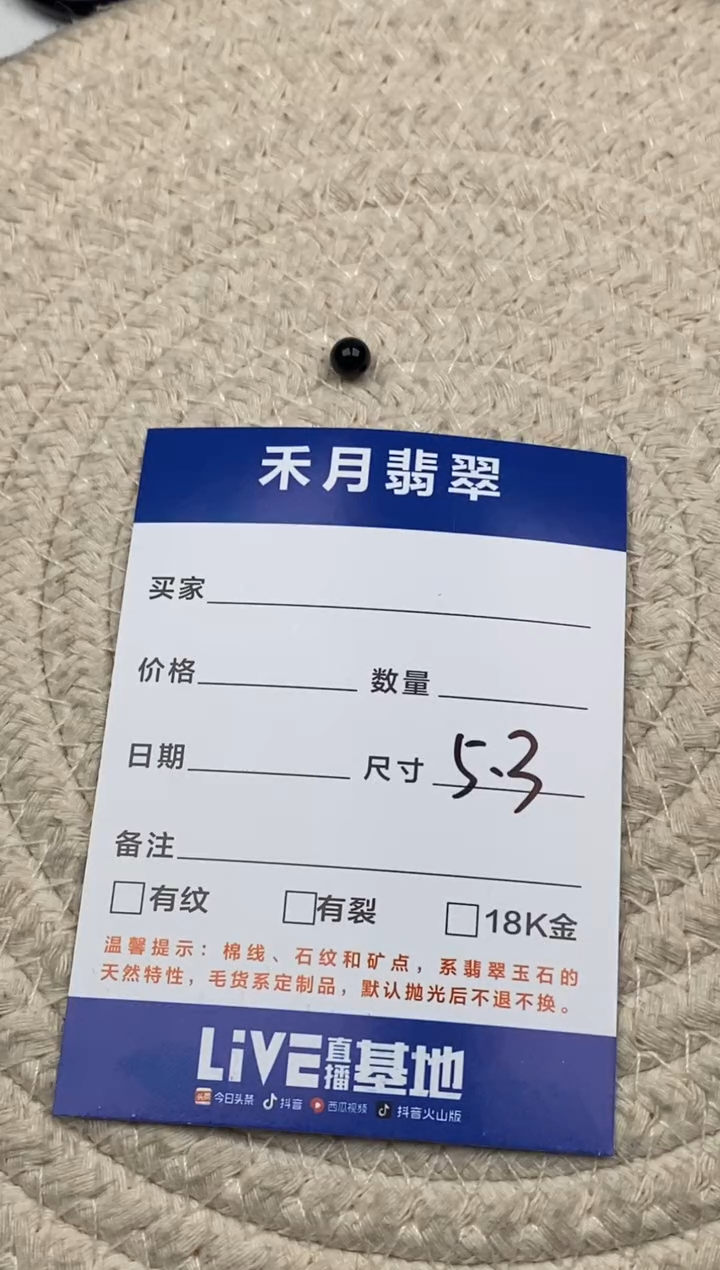 禾月翡翠
买家
价格 数量
日期 尺寸 5.3
备注
有纹 有裂 18K金
温馨提示：棉线、石纹和矿点，系翡翠玉石的
天然特性，毛货系定制品，默认抛光后不退不换。
LiVE直播基地
今日头条 抖音 西瓜视频 抖音火山版